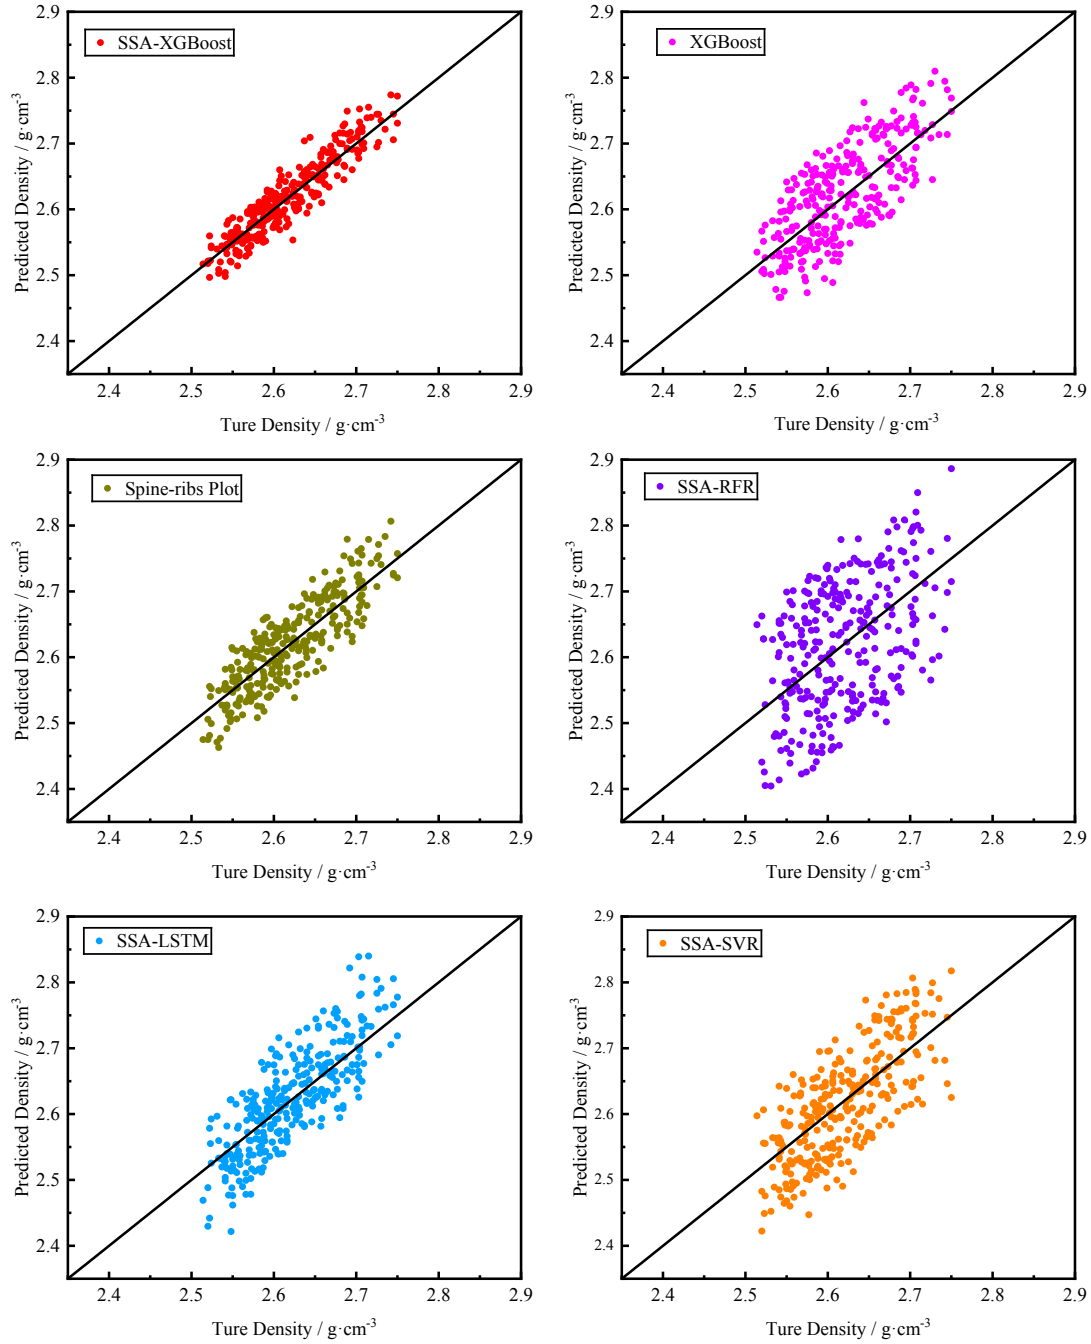 2.9
2.8
2.7
2.6
2.5
2.4
Predicted Density / g·cm⁻³
SSA-XGBoost
2.4 2.5 2.6 2.7 2.8 2.9
Ture Density / g·cm⁻³
2.9
2.8
2.7
2.6
2.5
2.4
Predicted Density / g·cm⁻³
XGBoost
2.4 2.5 2.6 2.7 2.8 2.9
Ture Density / g·cm⁻³
2.9
2.8
2.7
2.6
2.5
2.4
Predicted Density / g·cm⁻³
Spine-ribs Plot
2.4 2.5 2.6 2.7 2.8 2.9
Ture Density / g·cm⁻³
2.9
2.8
2.7
2.6
2.5
2.4
Predicted Density / g·cm⁻³
SSA-RFR
2.4 2.5 2.6 2.7 2.8 2.9
Ture Density / g·cm⁻³
2.9
2.8
2.7
2.6
2.5
2.4
Predicted Density / g·cm⁻³
SSA-LSTM
2.4 2.5 2.6 2.7 2.8 2.9
Ture Density / g·cm⁻³
2.9
2.8
2.7
2.6
2.5
2.4
Predicted Density / g·cm⁻³
SSA-SVR
2.4 2.5 2.6 2.7 2.8 2.9
Ture Density / g·cm⁻³